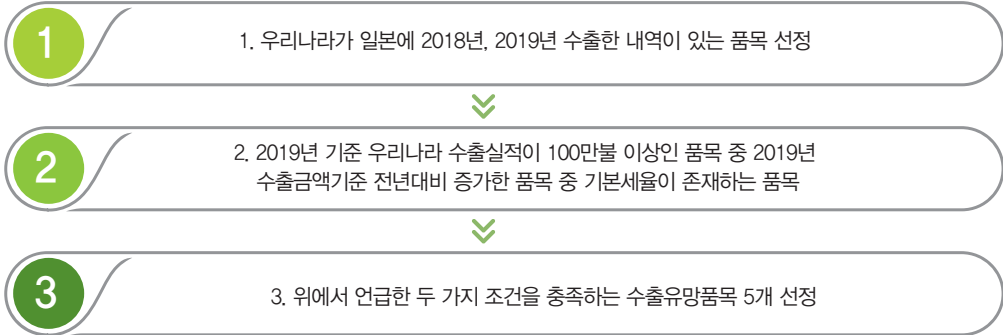 1
1. 우리나라가 일본에 2018년, 2019년 수출한 내역이 있는 품목 선정
2
2. 2019년 기준 우리나라 수출실적이 100만불 이상인 품목 중 2019년
수출금액기준 전년대비 증가한 품목 중 기본세율이 존재하는 품목
3
3. 위에서 언급한 두 가지 조건을 충족하는 수출유망품목 5개 선정